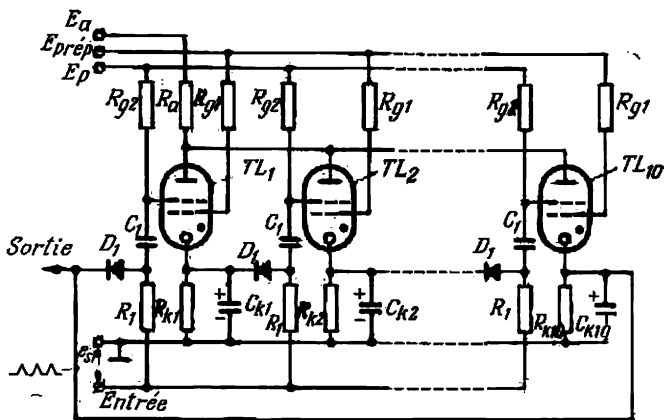 Ea
Eprép
Ep
Rg2 Ra Rg1 Rg2 Rg1 Rg2 Rg1
TL1 TL2 TL10
C1 C1 C1
Sortie D1 D1 D1
R1 Rk1 Ck1 R1 Rk2 Ck2 R1 Rk10 Ck10
Entrée